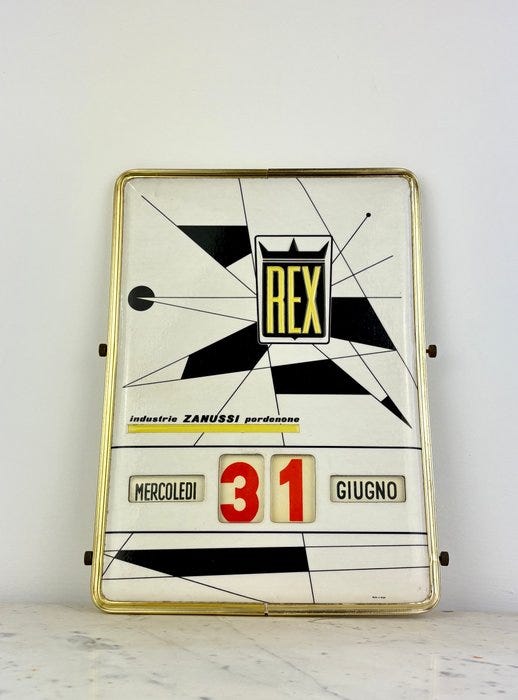 REX
industrie ZANUSSI pordenone
MERCOLEDI 31 GIUGNO